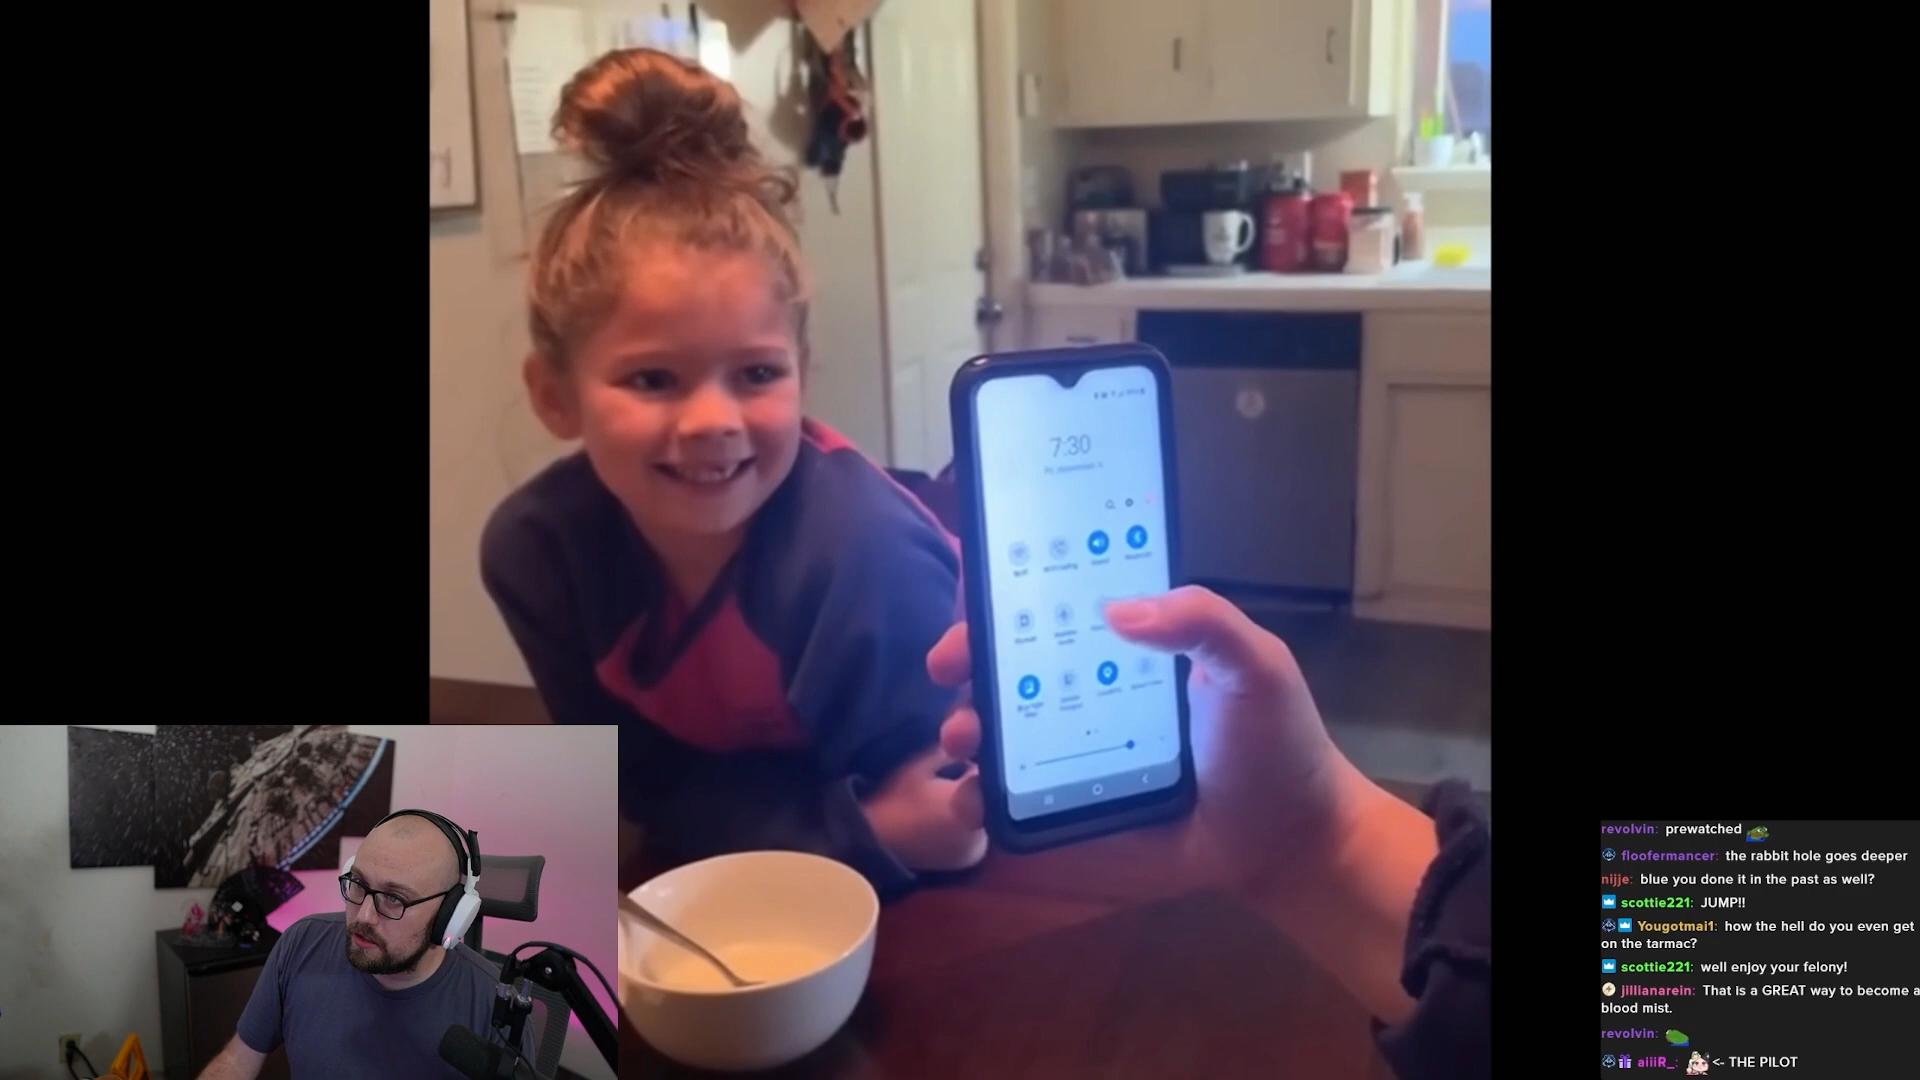 7:30
revolvin: prewatched
floofermancer: the rabbit hole goes deeper
nijje: blue you done it in the past as well?
scottie221: JUMP!!
Yougotmai1: how the hell do you even get
on the tarmac?
scottie221: well enjoy your felony!
jillianarein: That is a GREAT way to become a
blood mist.
revolvin:
aiiiR_: <- THE PILOT